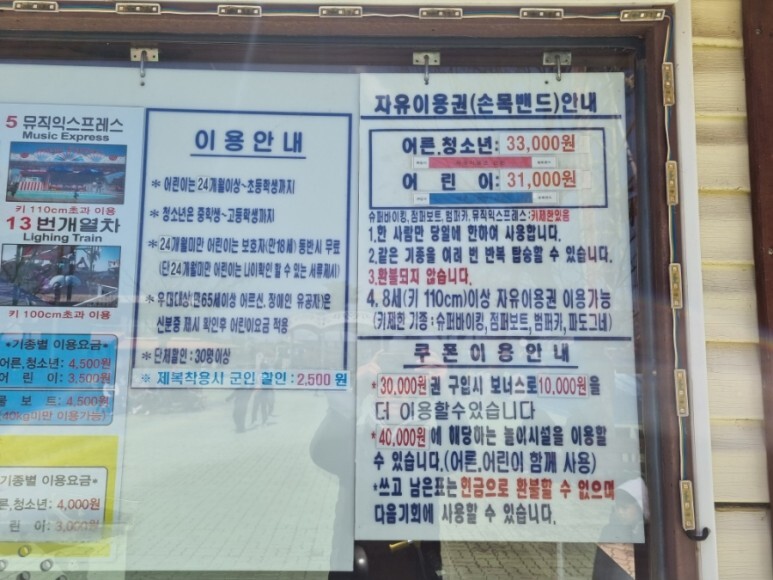 5 뮤직익스프레스
Music Express
키 110cm초과 이용
13 번개열차
Lighing Train
키 100cm초과 이용
*기종별 이용요금*
어른,청소년: 4,500원
어 린 이: 3,500원
보 트: 4,500원
(40kg미만 이용가능)
기종별 이용요금*
어른,청소년: 4,000원
어 린 이: 3,000원
이용안내
* 어린이는 24개월이상~초등학생까지
* 청소년은 중학생~고등학생까지
* 24개월미만 어린이는 보호자(만18세) 동반시 무료
(단 24개월미만 어린이는 나이확인 할 수 있는 서류제시)
* 우대대상(만65세이상 어르신, 장애인 유공자)은
신분증 제시 확인후 어린이요금 적용
* 단체할인 : 30명이상
* 제복착용시 군인 할인 : 2,500 원
자유이용권(손목밴드)안내
어른.청소년: 33,000원
어 린 이: 31,000원
슈퍼바이킹, 점퍼보트, 범퍼카, 뮤직익스프레스:키제한있음
1.한 사람만 당일에 한하여 사용합니다.
2.같은 기종을 여러 번 반복 탑승할 수 있습니다.
3.환불되지 않습니다.
4. 8세(키 110cm)이상 자유이용권 이용가능
(키제한 기종 : 슈퍼바이킹, 점퍼보트, 범퍼카, 파도그네)
쿠폰이용안내
*30,000원권 구입시 보너스로10,000원을
더 이용할수있습니다
*40,000원에 해당하는 놀이시설을 이용할
수 있습니다.(어른,어린이 함께 사용)
*쓰고 남은표는 현금으로 환불할 수 없으며
다음기회에 사용할 수 있습니다.